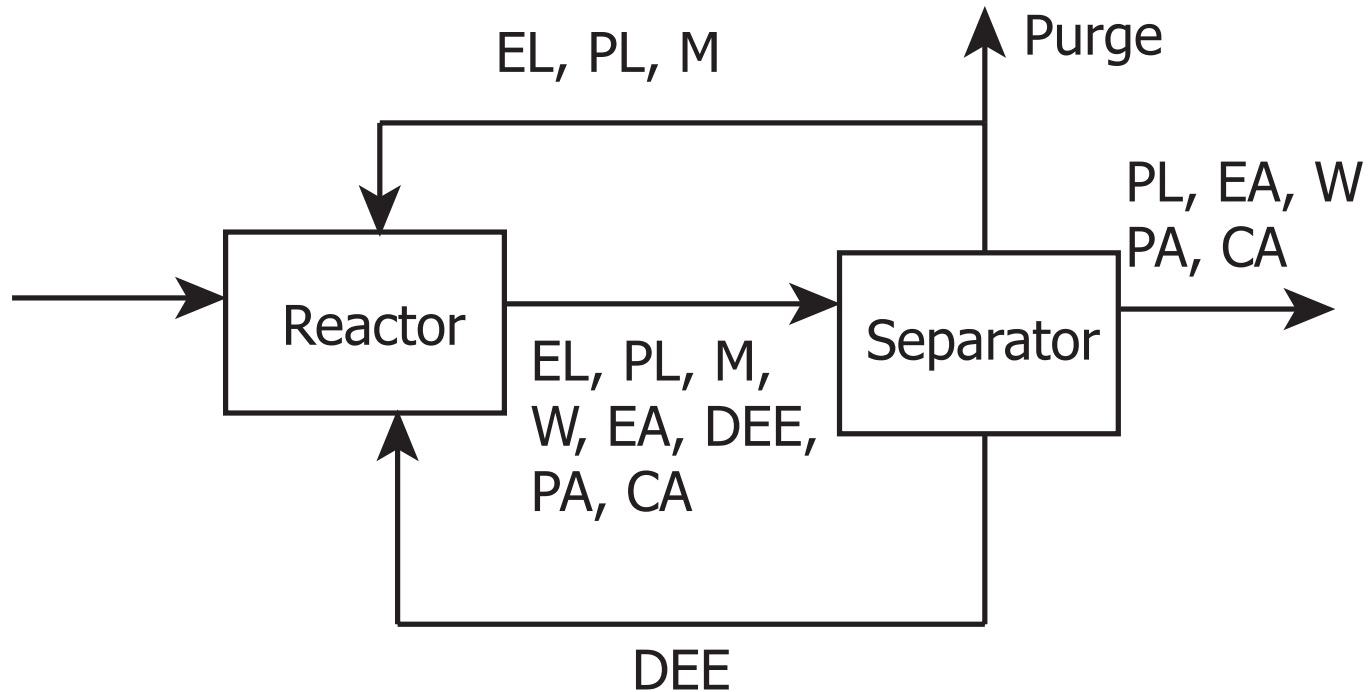 EL, PL, M
Purge
PL, EA, W
PA, CA
Reactor
Separator
EL, PL, M,
W, EA, DEE,
PA, CA
DEE